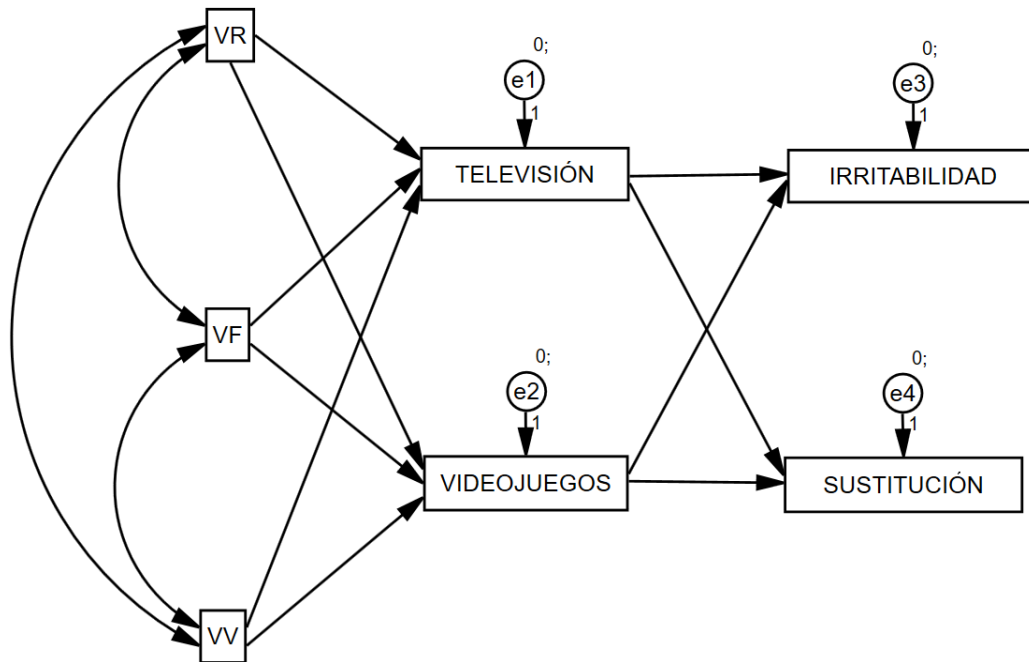 VR
0;
e1
1
TELEVISIÓN
0;
e3
1
IRRITABILIDAD
VF
0;
e2
1
VIDEOJUEGOS
0;
e4
1
SUSTITUCIÓN
VV